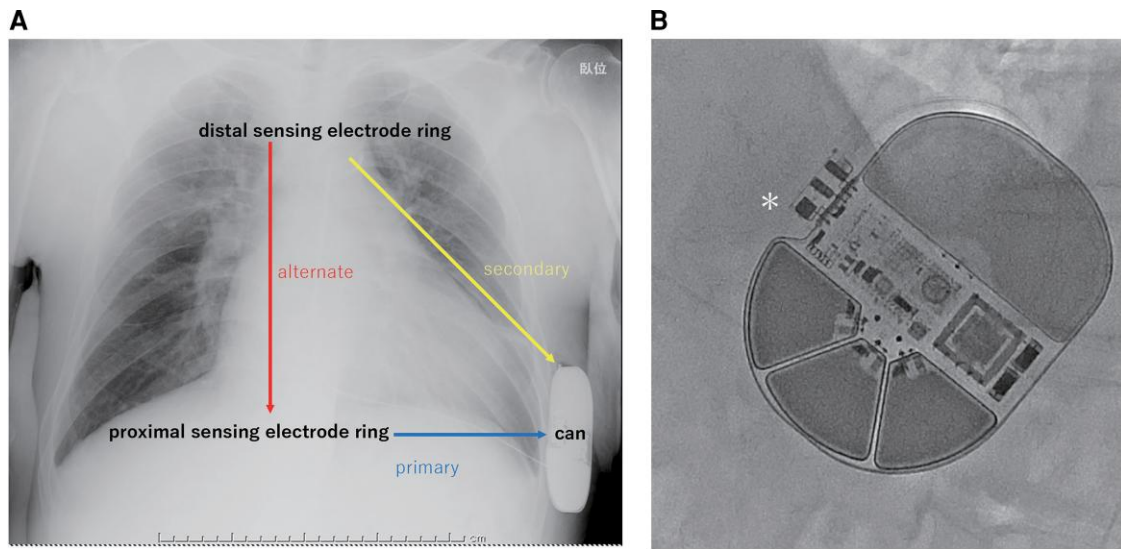 A
B
臥位
distal sensing electrode ring
alternate
secondary
proximal sensing electrode ring
can
primary
cm
*